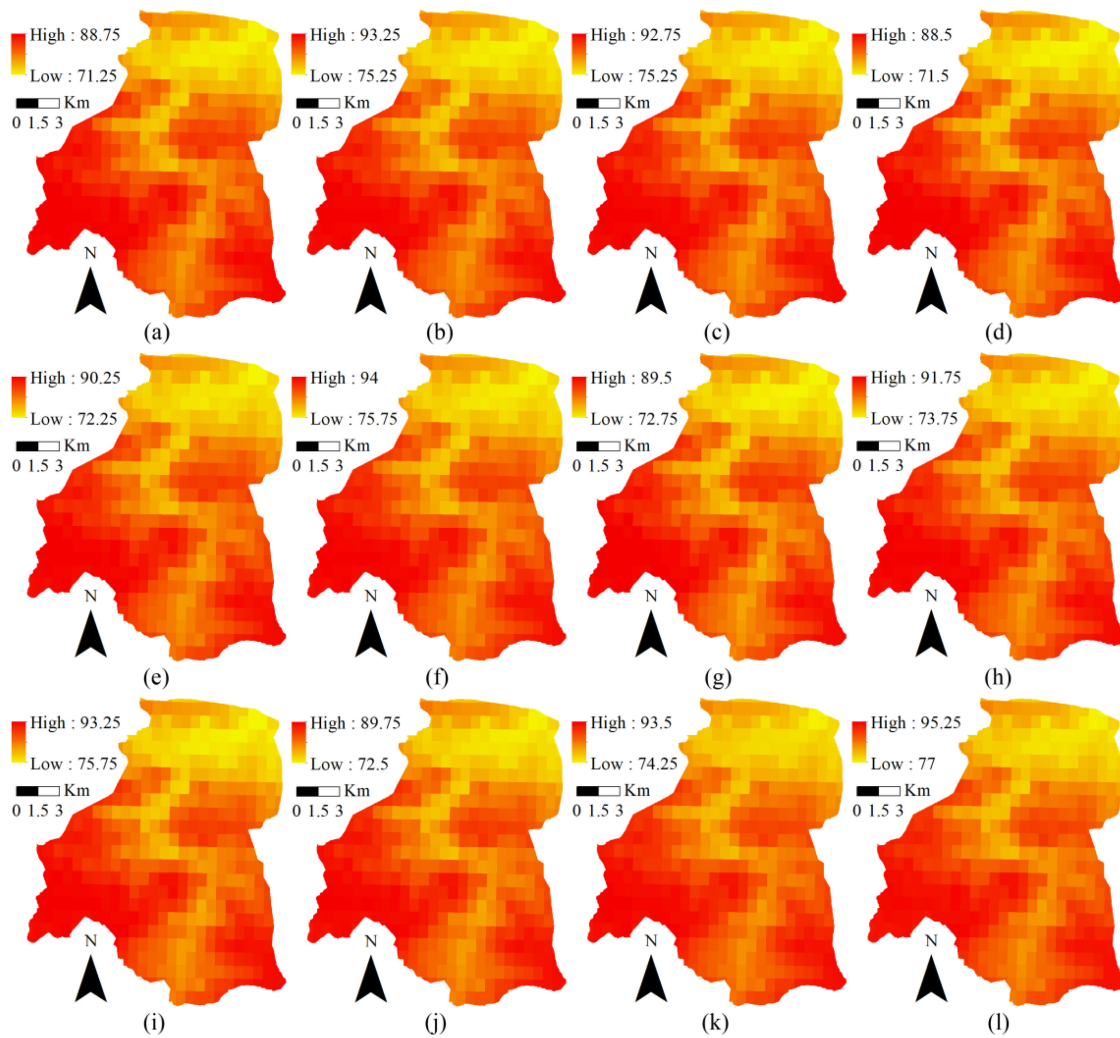 High : 88.75
Low : 71.25
Km
0 1.5 3
N
(a)
High : 93.25
Low : 75.25
Km
0 1.5 3
N
(b)
High : 92.75
Low : 75.25
Km
0 1.5 3
N
(c)
High : 88.5
Low : 71.5
Km
0 1.5 3
N
(d)
High : 90.25
Low : 72.25
Km
0 1.5 3
N
(e)
High : 94
Low : 75.75
Km
0 1.5 3
N
(f)
High : 89.5
Low : 72.75
Km
0 1.5 3
N
(g)
High : 91.75
Low : 73.75
Km
0 1.5 3
N
(h)
High : 93.25
Low : 75.75
Km
0 1.5 3
N
(i)
High : 89.75
Low : 72.5
Km
0 1.5 3
N
(j)
High : 93.5
Low : 74.25
Km
0 1.5 3
N
(k)
High : 95.25
Low : 77
Km
0 1.5 3
N
(l)